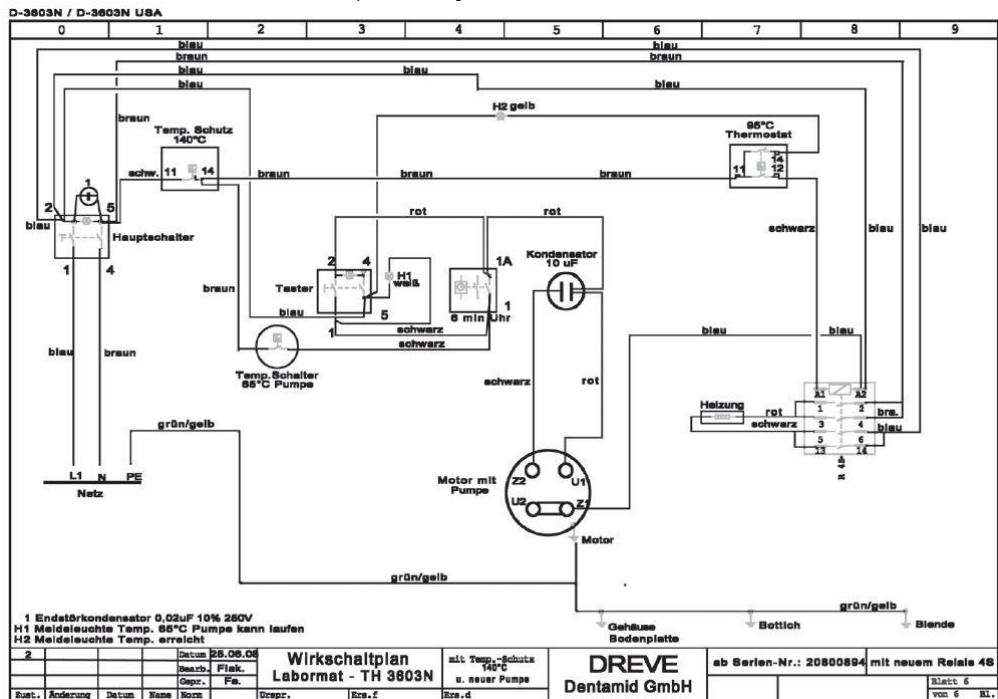 D-3603N / D-3603N USA
0 1 2 3 4 5 6 7 8 9
blau blau
braun braun
blau blau
blau blau
H2 gelb
braun
Temp. Schutz
140°C
95°C
Thermostat
schw. 11 14 braun braun braun 11 14
12
1
2 5
rot rot
blau
Hauptschalter
schwarz blau blau
Kondensator
10 uF
1 4
2 4 1A
H1
weiß
braun Taster
blau 5 1
6 min Uhr
1 schwarz
schwarz
blau blau
blau braun
Temp.Schalter
65°C Pumpe
schwarz rot
A1 A2
Heizung
rot 1 2 bra.
schwarz 3 4 blau
5 6
13 14
grün/gelb
L1 N PE
Netz
Motor mit
Pumpe
Z2 U1
U2 Z1
Motor
grün/gelb
grün/gelb
1 Endstörkondensator 0,02uF 10% 250V
H1 Meldeleuchte Temp. 65°C Pumpe kann laufen
H2 Meldeleuchte Temp. erreicht
Gehäuse
Bodenplatte
Bottich
Blende
2 Datum 25.06.08
Wirkschaltplan
Labormat - TH 3603N
mit Temp.-Schutz
140°C
u. neuer Pumpe
DREVE
Dentamid GmbH
ab Serien-Nr.: 20800894 mit neuem Relais 4S
Bearb. Flak.
Gepr. Fe.
Blatt 6
von 6 Bl.
Zust. Änderung Datum Name Norm Urspr. Ers.f Ers.d